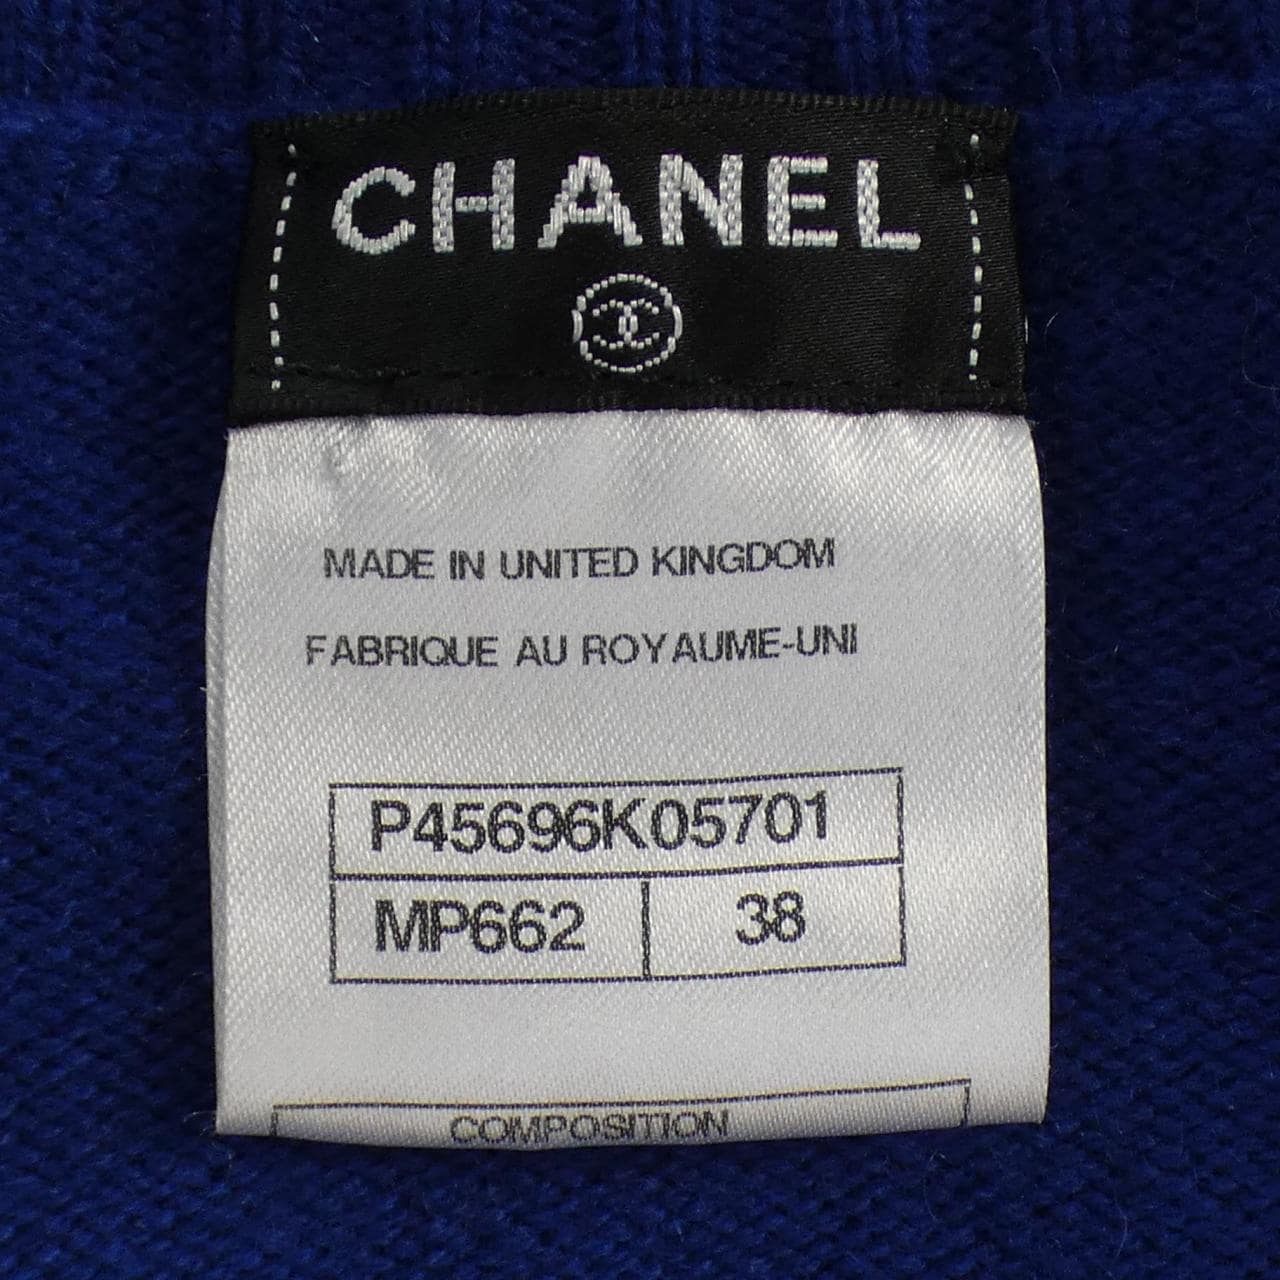 CHANEL
MADE IN UNITED KINGDOM
FABRIQUE AU ROYAUME-UNI
P45696K05701
MP662 38
COMPOSITION